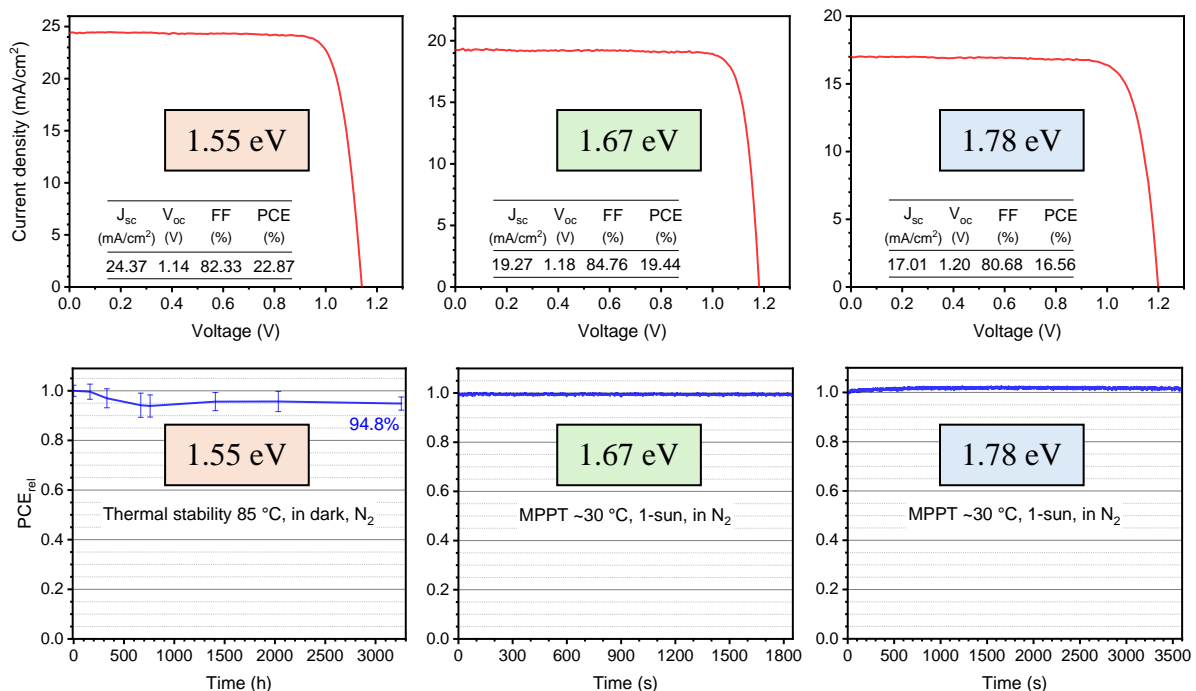 Current density (mA/cm²)
25
20
15
10
5
0
1.55 eV
J_sc V_oc FF PCE
(mA/cm²) (V) (%) (%)
24.37 1.14 82.33 22.87
0.0 0.2 0.4 0.6 0.8 1.0 1.2
Voltage (V)
20
15
10
5
0
1.67 eV
J_sc V_oc FF PCE
(mA/cm²) (V) (%) (%)
19.27 1.18 84.76 19.44
0.0 0.2 0.4 0.6 0.8 1.0 1.2
Voltage (V)
20
15
10
5
0
1.78 eV
J_sc V_oc FF PCE
(mA/cm²) (V) (%) (%)
17.01 1.20 80.68 16.56
0.0 0.2 0.4 0.6 0.8 1.0 1.2
Voltage (V)
PCE_rel
1.0
0.8
0.6
0.4
0.2
0.0
94.8%
1.55 eV
Thermal stability 85 °C, in dark, N₂
0 500 1000 1500 2000 2500 3000
Time (h)
1.0
0.8
0.6
0.4
0.2
0.0
1.67 eV
MPPT ~30 °C, 1-sun, in N₂
0 300 600 900 1200 1500 1800
Time (s)
1.0
0.8
0.6
0.4
0.2
0.0
1.78 eV
MPPT ~30 °C, 1-sun, in N₂
0 500 1000 1500 2000 2500 3000 3500
Time (s)